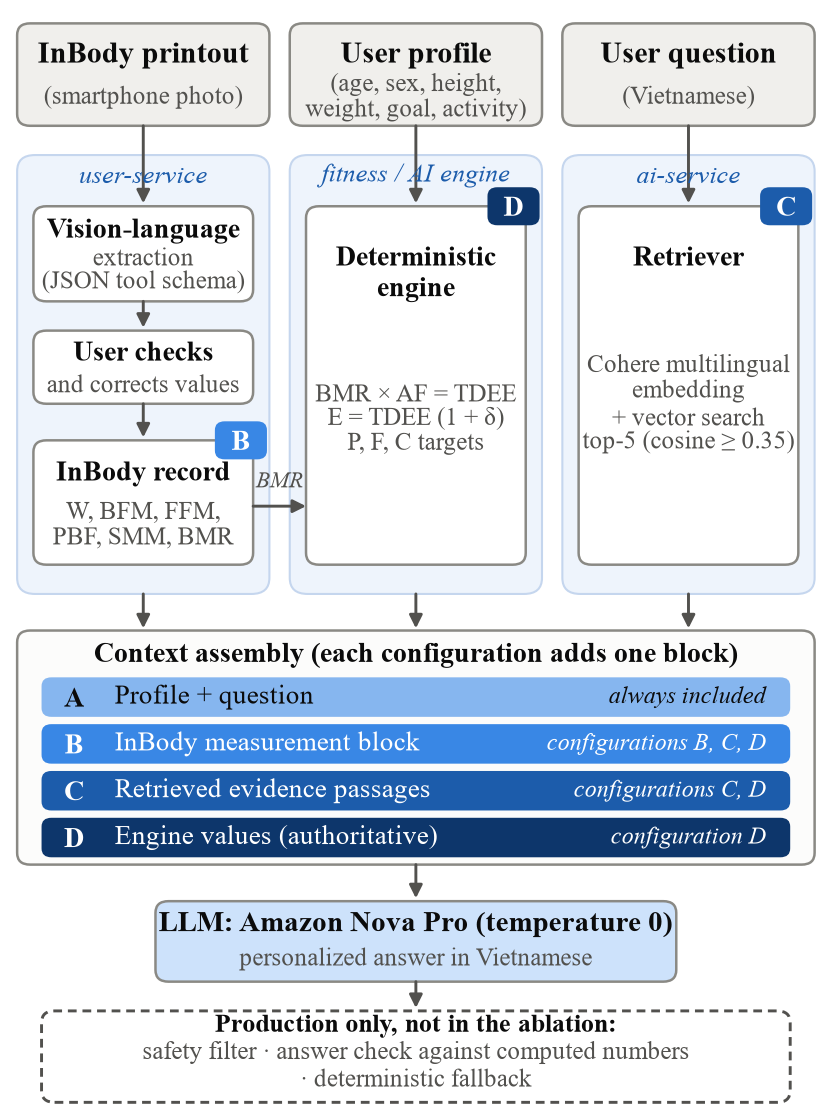 InBody printout
(smartphone photo)
User profile
(age, sex, height,
weight, goal, activity)
User question
(Vietnamese)
user-service
Vision-language
extraction
(JSON tool schema)
User checks
and corrects values
B
InBody record
W, BFM, FFM,
PBF, SMM, BMR
BMR
fitness / AI engine
D
Deterministic
engine
BMR × AF = TDEE
E = TDEE (1 + δ)
P, F, C targets
ai-service
C
Retriever
Cohere multilingual
embedding
+ vector search
top-5 (cosine ≥ 0.35)
Context assembly (each configuration adds one block)
A Profile + question always included
B InBody measurement block configurations B, C, D
C Retrieved evidence passages configurations C, D
D Engine values (authoritative) configuration D
LLM: Amazon Nova Pro (temperature 0)
personalized answer in Vietnamese
Production only, not in the ablation:
safety filter · answer check against computed numbers
· deterministic fallback